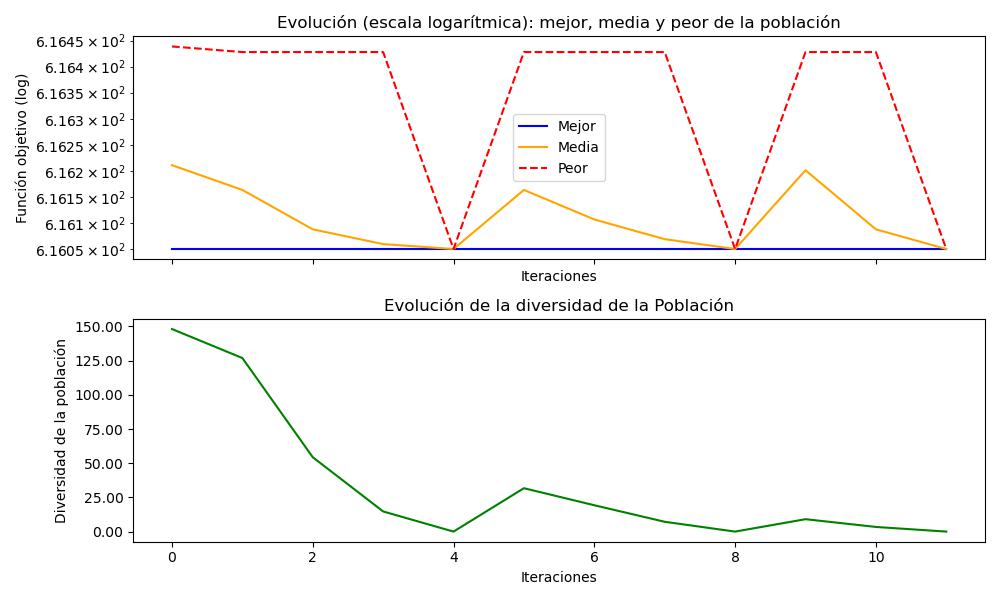 Evolución (escala logarítmica): mejor, media y peor de la población
6.1645 × 10²
6.164 × 10²
6.1635 × 10²
6.163 × 10²
6.1625 × 10²
6.162 × 10²
6.1615 × 10²
6.161 × 10²
6.1605 × 10²
Función objetivo (log)
Mejor
Media
Peor
Iteraciones
Evolución de la diversidad de la Población
150.00
125.00
100.00
75.00
50.00
25.00
0.00
Diversidad de la población
0 2 4 6 8 10
Iteraciones